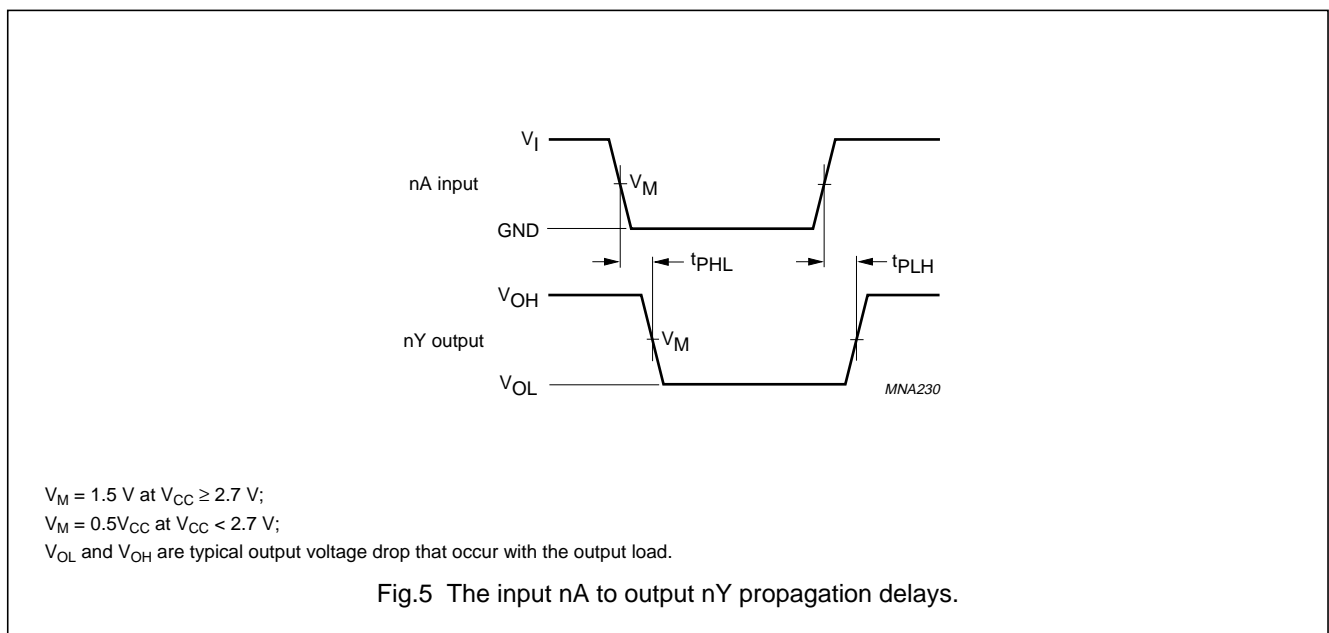 V_I
nA input
V_M
GND
t_PHL
t_PLH
V_OH
nY output
V_M
V_OL
MNA230
V_M = 1.5 V at V_CC ≥ 2.7 V;
V_M = 0.5V_CC at V_CC < 2.7 V;
V_OL and V_OH are typical output voltage drop that occur with the output load.
Fig.5 The input nA to output nY propagation delays.